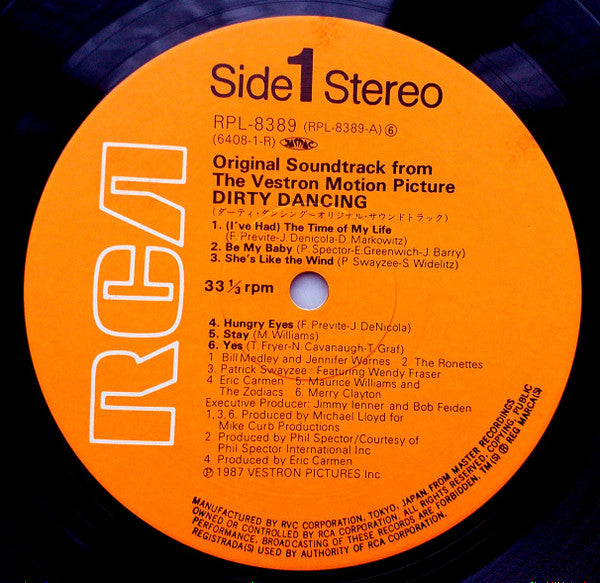 RCA
Side 1 Stereo
RPL-8389 (RPL-8389-A) ⑥
(6408-1-R)
Original Soundtrack from
The Vestron Motion Picture
DIRTY DANCING
(ダーティ・ダンシング〜オリジナル・サウンドトラック)
1. (I've Had) The Time of My Life
(F. Previte-J. Denicola-D. Markowitz)
2. Be My Baby (P. Spector-E. Greenwich-J. Barry)
3. She's Like the Wind (P. Swayzee-S. Widelitz)
33 ⅓ rpm
4. Hungry Eyes (F. Previte-J. DeNicola)
5. Stay (M. Williams)
6. Yes (T. Fryer-N. Cavanaugh-T. Graf)
1 Bill Medley and Jennifer Warnes 2 The Ronettes
3 Patrick Swayzee · Featuring Wendy Fraser
4 Eric Carmen 5 Maurice Williams and
The Zodiacs 6 Merry Clayton
Executive Producer: Jimmy Ienner and Bob Feiden
1, 3, 6. Produced by Michael Lloyd for
Mike Curb Productions
2 Produced by Phil Spector/Courtesy of
Phil Spector International Inc
4 Produced by Eric Carmen
Ⓟ 1987 VESTRON PICTURES Inc
MANUFACTURED BY RVC CORPORATION, TOKYO, JAPAN. FROM MASTER RECORDINGS
OWNED OR CONTROLLED BY RCA CORPORATION. ALL RIGHTS RESERVED, COPYING, PUBLIC
PERFORMANCE, BROADCASTING OF THESE RECORDS ARE FORBIDDEN. TM(S) ® REG MARCA(S)
REGISTRADA(S) USED BY AUTHORITY OF RCA CORPORATION.